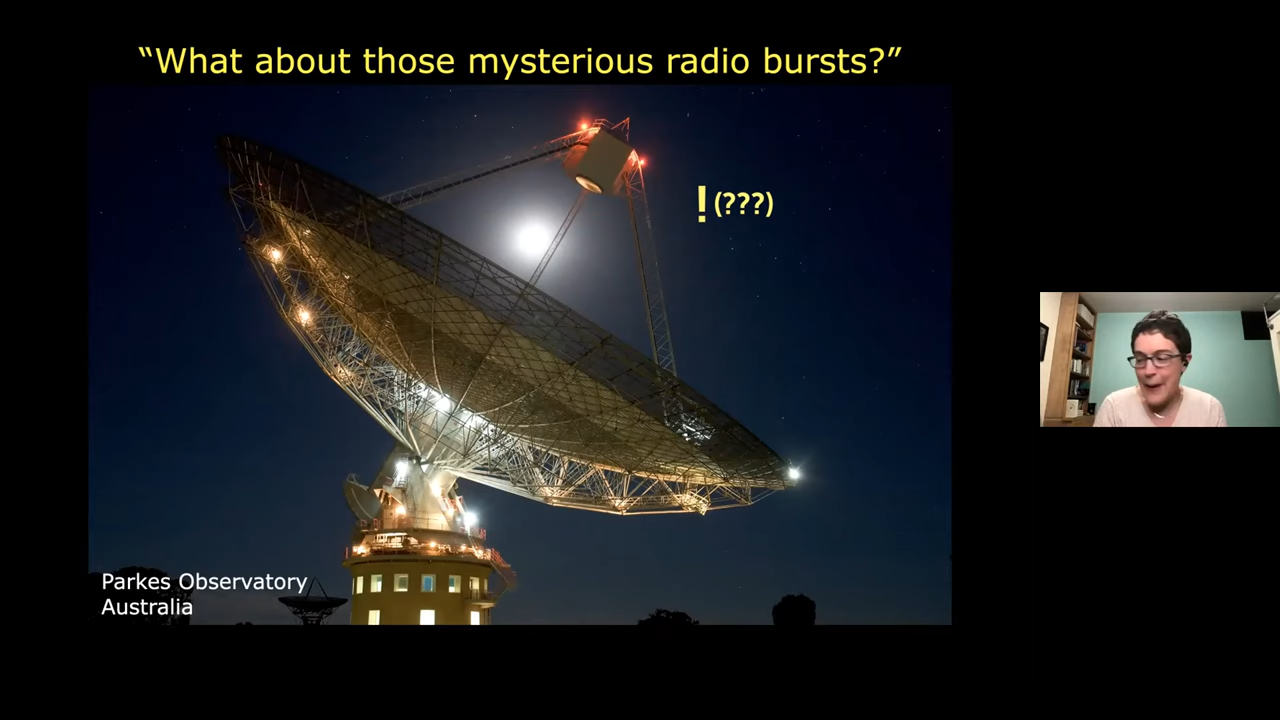 “What about those mysterious radio bursts?”
!(???)
Parkes Observatory
Australia